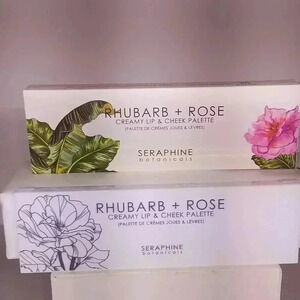 RHUBARB + ROSE
CREAMY LIP & CHEEK PALETTE
(PALETTE DE CRÈMES JOUES & LÈVRES)
SERAPHINE
botanicals
RHUBARB + ROSE
CREAMY LIP & CHEEK PALETTE
(PALETTE DE CRÈMES JOUES & LÈVRES)
SERAPHINE
botanicals